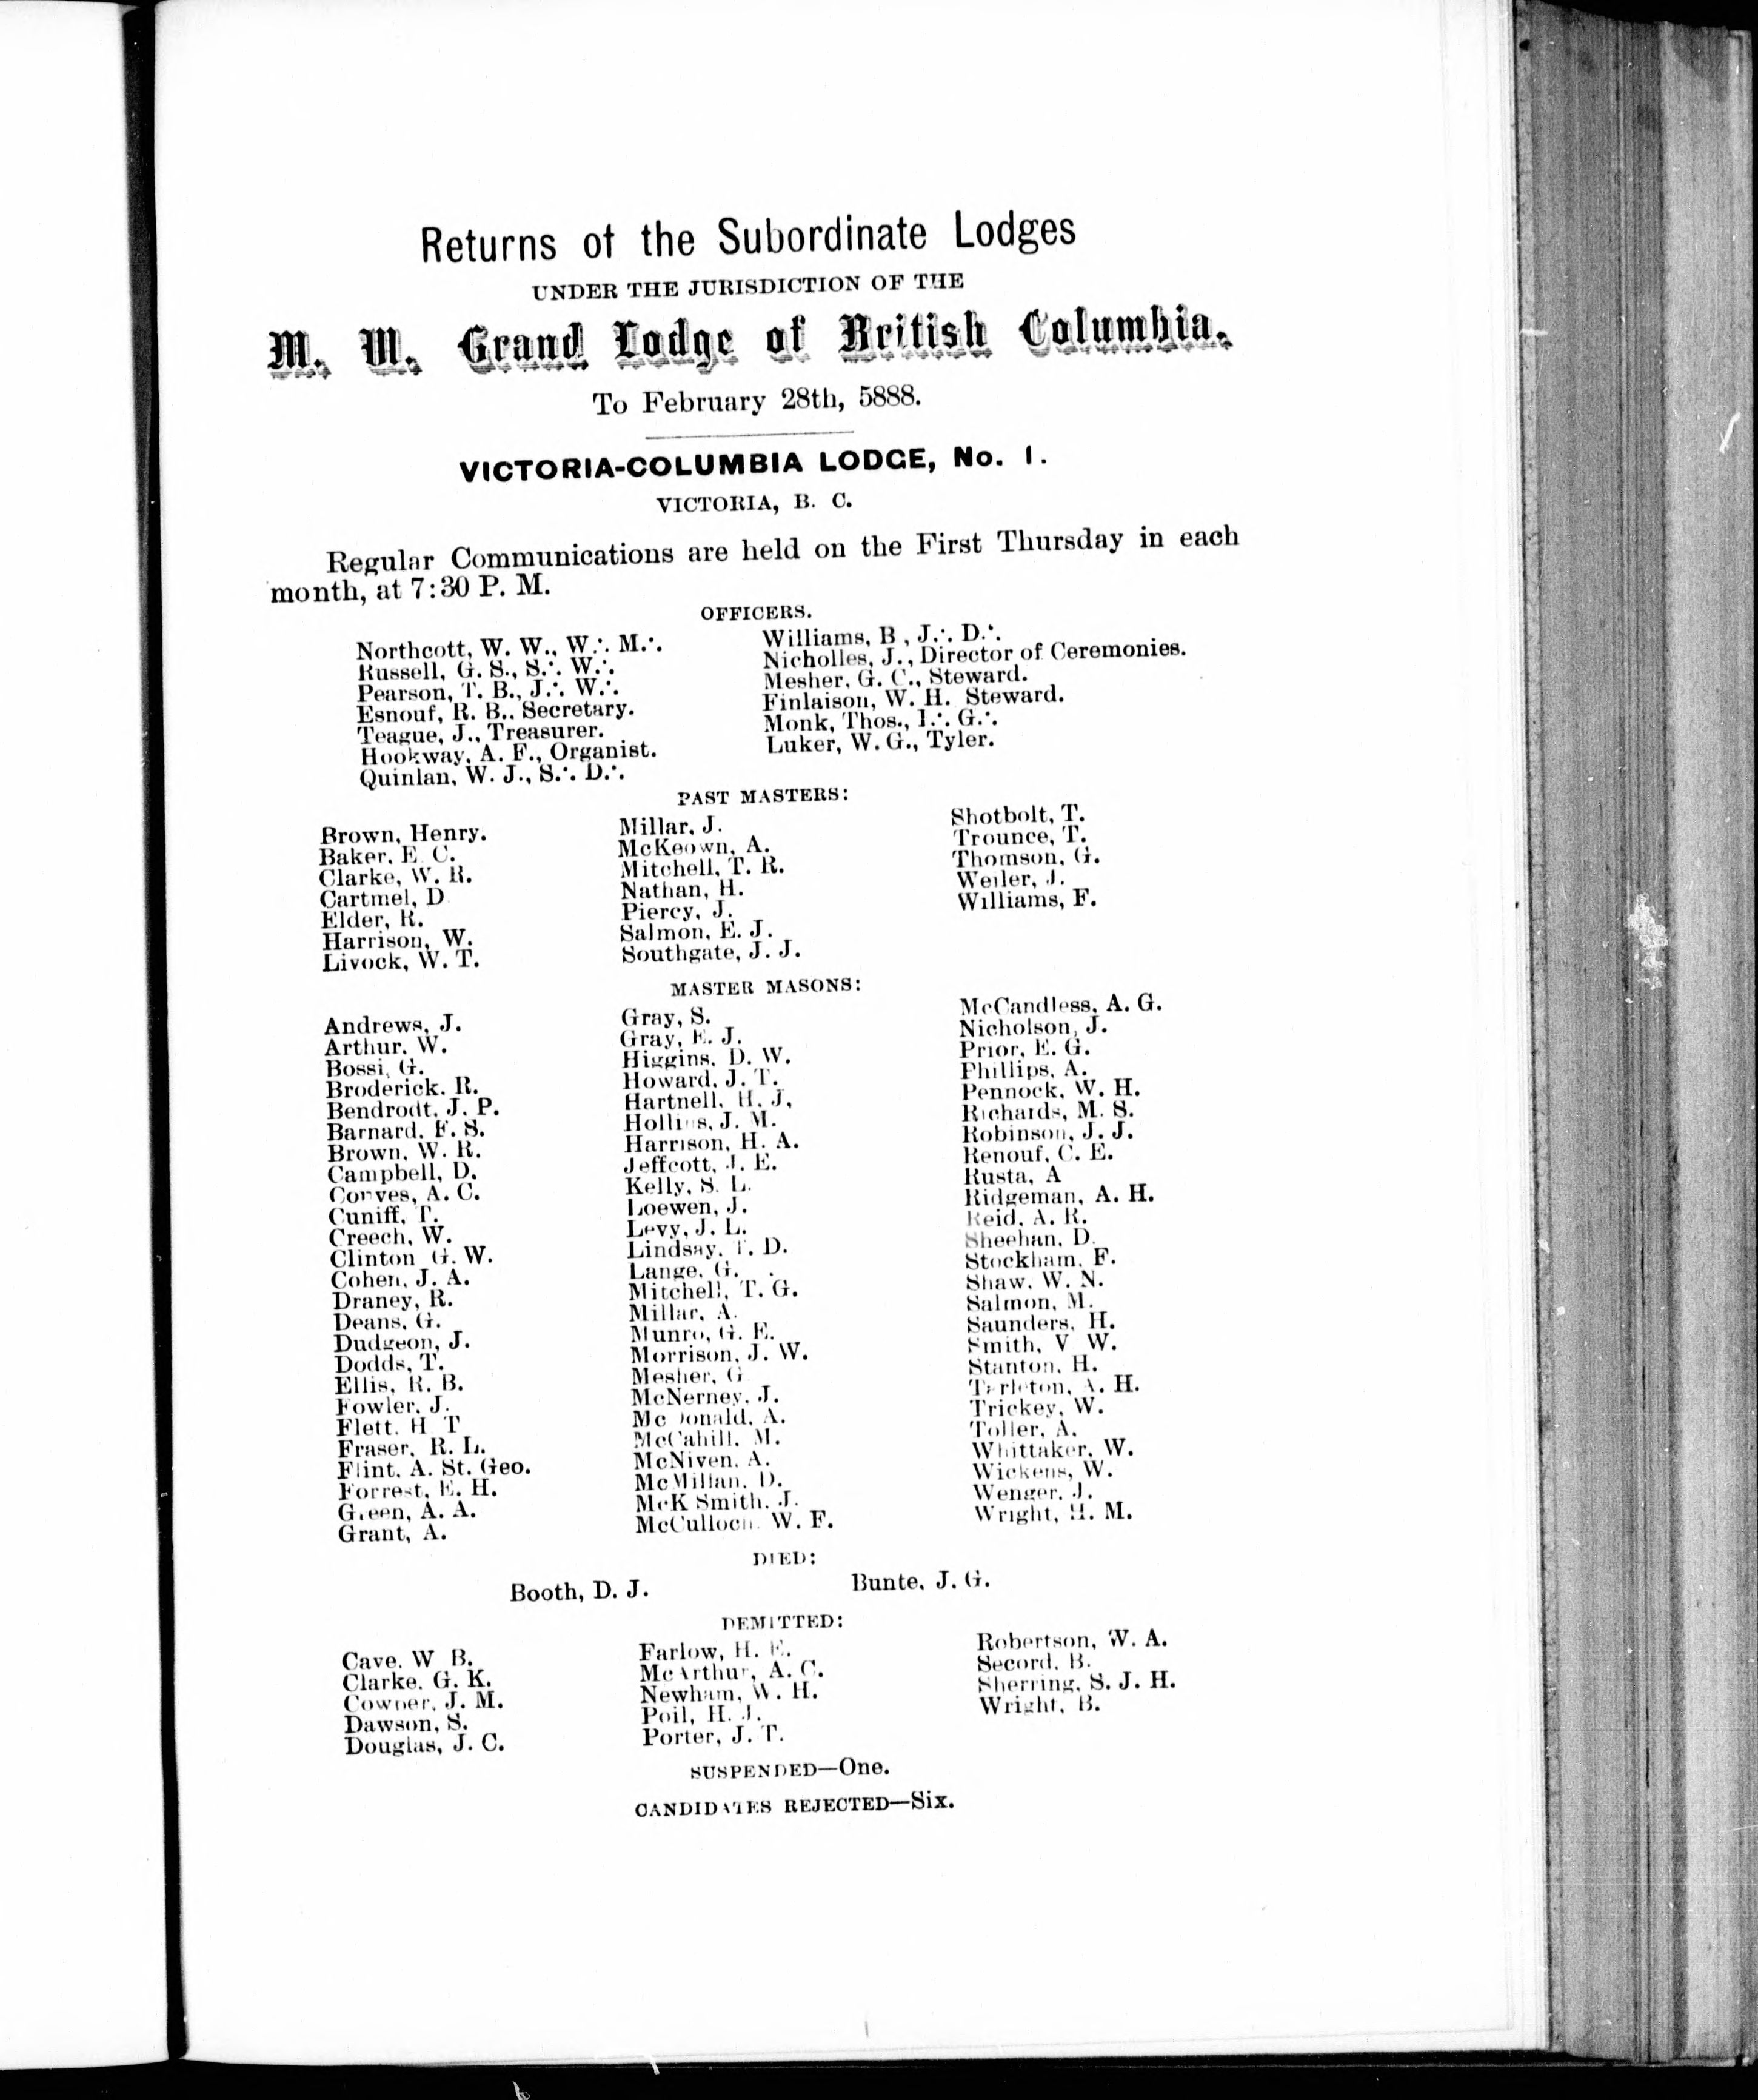 Returns of the Subordinate Lodges
UNDER THE JURISDICTION OF THE
M. W. Grand Lodge of British Columbia.
To February 28th, 5888.
VICTORIA-COLUMBIA LODGE, No. 1.
VICTORIA, B. C.
Regular Communications are held on the First Thursday in each
month, at 7:30 P. M.
OFFICERS.
Northcott, W. W., W∴ M∴
Russell, G. S., S∴ W∴
Pearson, T. B., J∴ W∴
Esnouf, R. B., Secretary.
Teague, J., Treasurer.
Hookway, A. F., Organist.
Quinlan, W. J., S∴ D∴
Williams, B , J∴ D∴
Nicholles, J., Director of Ceremonies.
Mesher, G. C., Steward.
Finlaison, W. H. Steward.
Monk, Thos., I∴ G∴
Luker, W. G., Tyler.
PAST MASTERS:
Brown, Henry.
Baker, E. C.
Clarke, W. R.
Cartmel, D
Elder, R.
Harrison, W.
Livock, W. T.
Millar, J.
McKeown, A.
Mitchell, T. R.
Nathan, H.
Piercy, J.
Salmon, E. J.
Southgate, J. J.
Shotbolt, T.
Trounce, T.
Thomson, G.
Weiler, J.
Williams, F.
MASTER MASONS:
Andrews, J.
Arthur. W.
Bossi, G.
Broderick. R.
Bendrodt, J. P.
Barnard, F. S.
Brown, W. R.
Campbell, D.
Corves, A. C.
Cuniff, T.
Creech, W.
Clinton G. W.
Cohen, J. A.
Draney, R.
Deans, G.
Dudgeon, J.
Dodds, T.
Ellis, R. B.
Fowler, J.
Flett. H T
Fraser, R. L.
Flint. A. St. Geo.
Forrest, E. H.
Green, A. A.
Grant, A.
Gray, S.
Gray, E. J.
Higgins, D. W.
Howard, J. T.
Hartnell, H. J,
Hollins, J. M.
Harrison, H. A.
Jeffcott, J. E.
Kelly, S. L.
Loewen, J.
Levy, J. L.
Lindsay, T. D.
Lange, G.
Mitchell, T. G.
Millar, A.
Munro, G. E.
Morrison, J. W.
Mesher, G
McNerney, J.
McDonald, A.
McCahill. M.
McNiven. A.
McMillan, D.
McK Smith, J.
McCulloch W. F.
McCandless, A. G.
Nicholson, J.
Prior, E. G.
Phillips, A.
Pennock, W. H.
Richards, M. S.
Robinson, J. J.
Renouf, C. E.
Rusta, A
Ridgeman, A. H.
Reid, A. R.
Sheehan, D.
Stockham, F.
Shaw, W. N.
Salmon, M.
Saunders, H.
Smith, V W.
Stanton, H.
Tarleton, A. H.
Trickey, W.
Toller, A.
Whittaker, W.
Wickens, W.
Wenger, J.
Wright, H. M.
DIED:
Booth, D. J.
Bunte, J. G.
DEMITTED:
Cave. W B.
Clarke, G. K.
Cowper, J. M.
Dawson, S.
Douglas, J. C.
Farlow, H. E.
McArthur, A. C.
Newham, W. H.
Poil, H. J.
Porter, J. T.
Robertson, W. A.
Secord, B.
Sherring, S. J. H.
Wright, B.
SUSPENDED—One.
CANDIDATES REJECTED—Six.